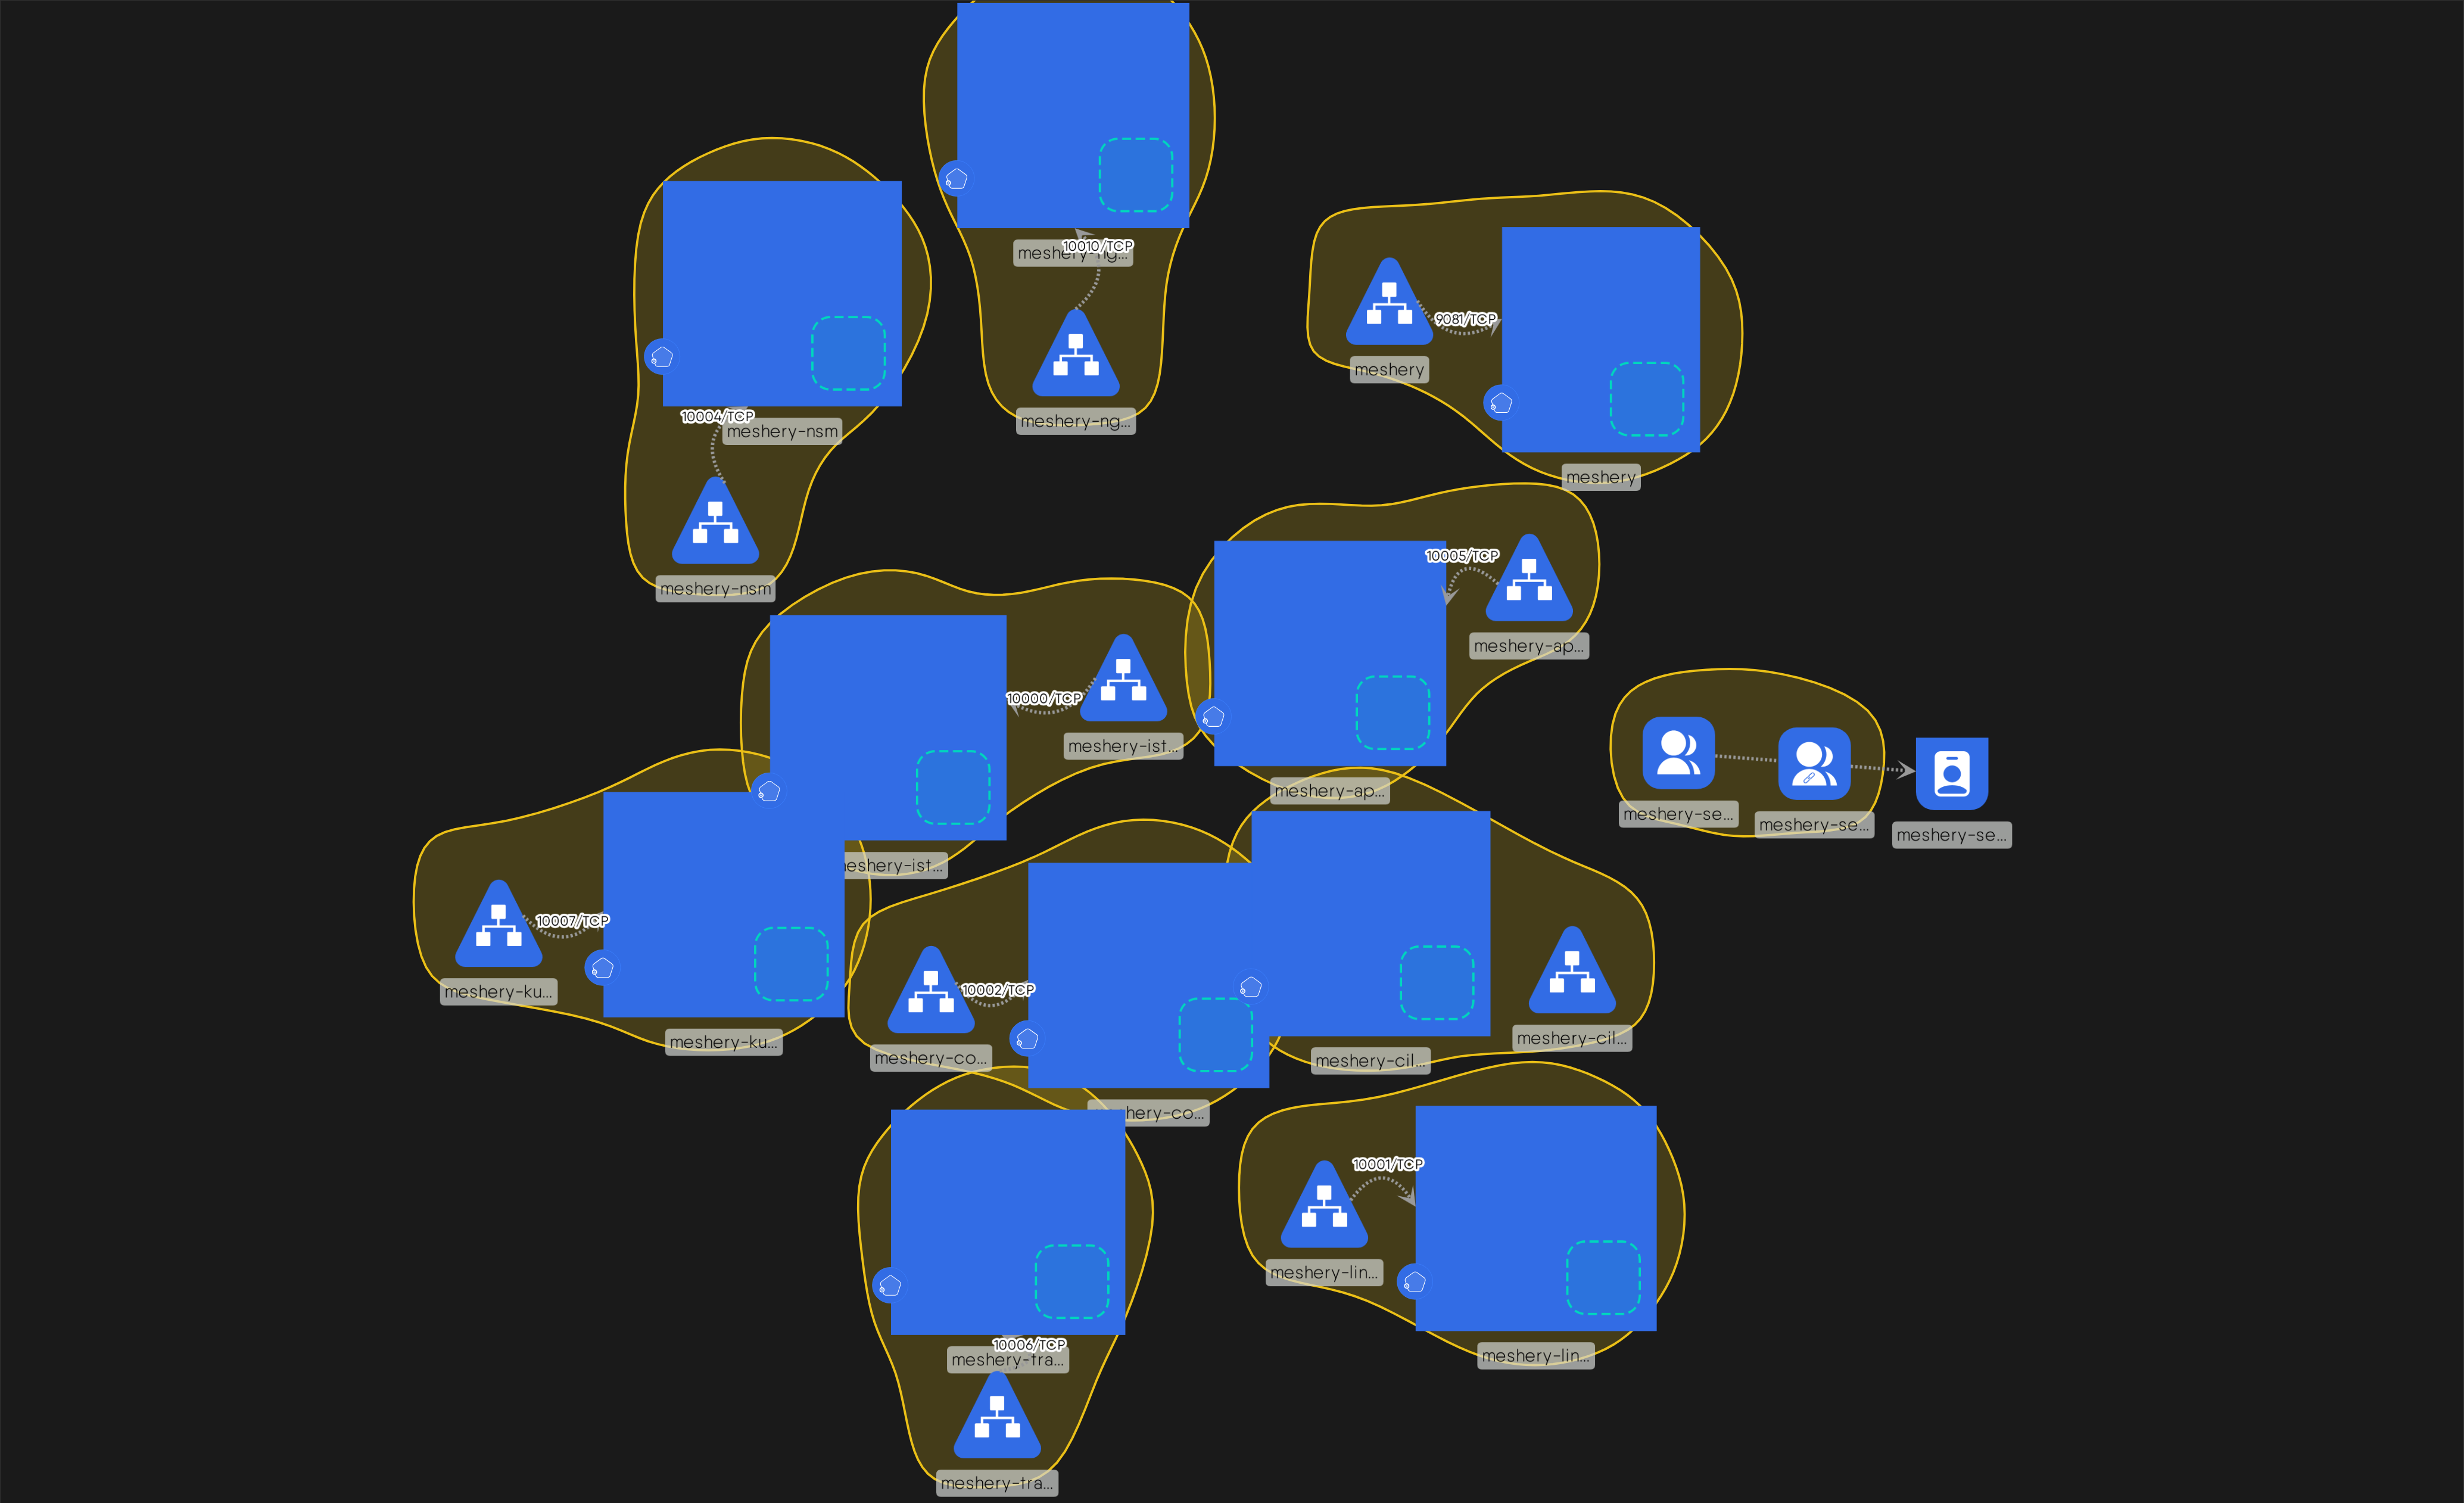 meshery-ng...
10010/TCP
meshery-ng...
9081/TCP
meshery
meshery
10004/TCP
meshery-nsm
meshery-nsm
10005/TCP
meshery-ap...
meshery-ap...
10000/TCP
meshery-ist...
meshery-ist...
meshery-se...
meshery-se...
meshery-se...
10007/TCP
meshery-ku...
meshery-ku...
10002/TCP
meshery-co...
hery-co...
meshery-cil...
meshery-cil...
10001/TCP
meshery-lin...
meshery-lin...
10006/TCP
meshery-tra...
meshery-tra...